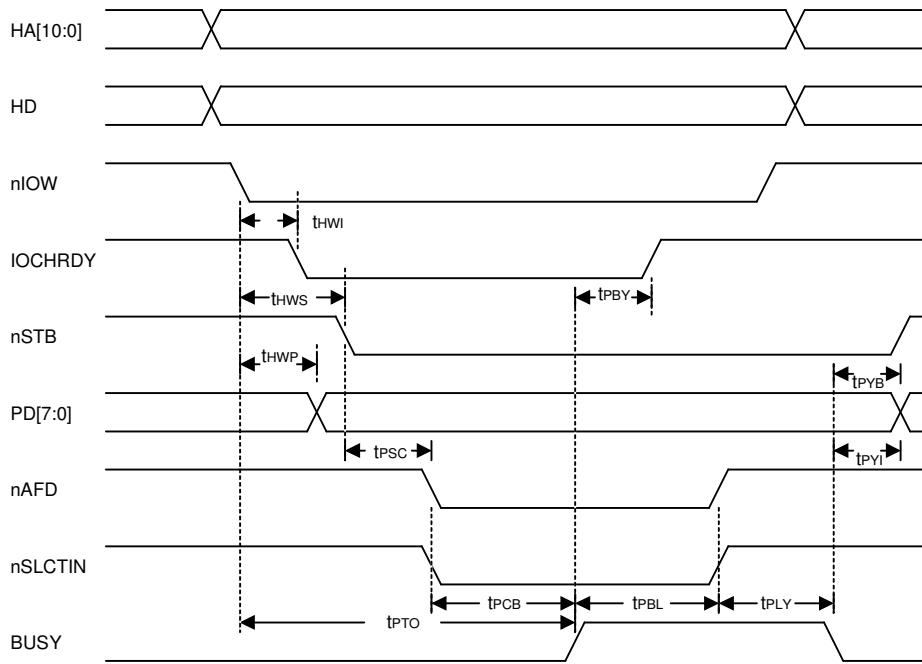 HA[10:0]
HD
nIOW
tHWI
IOCHRDY
tHWS
tPBY
nSTB
tHWP
tPYB
PD[7:0]
tPSC
tPYI
nAFD
nSLCTIN
tPCB
tPBL
tPLY
tPTO
BUSY